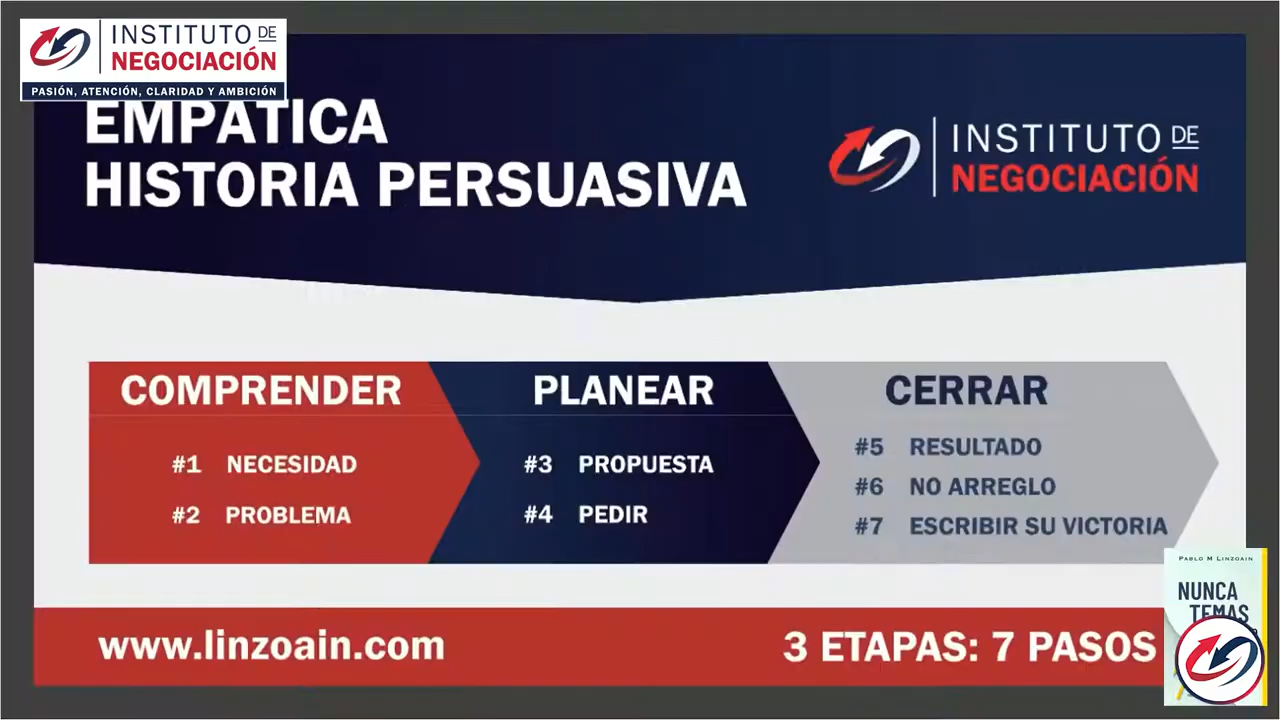 INSTITUTO DE
NEGOCIACIÓN
PASIÓN, ATENCIÓN, CLARIDAD Y AMBICIÓN
EMPÁTICA
HISTORIA PERSUASIVA
INSTITUTO DE
NEGOCIACIÓN
COMPRENDER
#1 NECESIDAD
#2 PROBLEMA
PLANEAR
#3 PROPUESTA
#4 PEDIR
CERRAR
#5 RESULTADO
#6 NO ARREGLO
#7 ESCRIBIR SU VICTORIA
www.linzoain.com
3 ETAPAS: 7 PASOS
PABLO M LINZOAIN
NUNCA
TEMAS